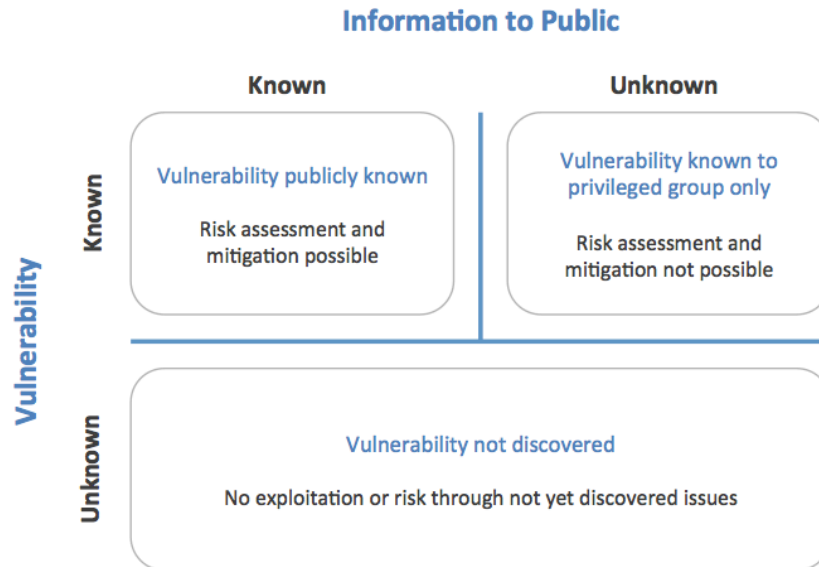 Information to Public
Known
Unknown
Vulnerability
Known
Vulnerability publicly known
Risk assessment and
mitigation possible
Vulnerability known to
privileged group only
Risk assessment and
mitigation not possible
Unknown
Vulnerability not discovered
No exploitation or risk through not yet discovered issues